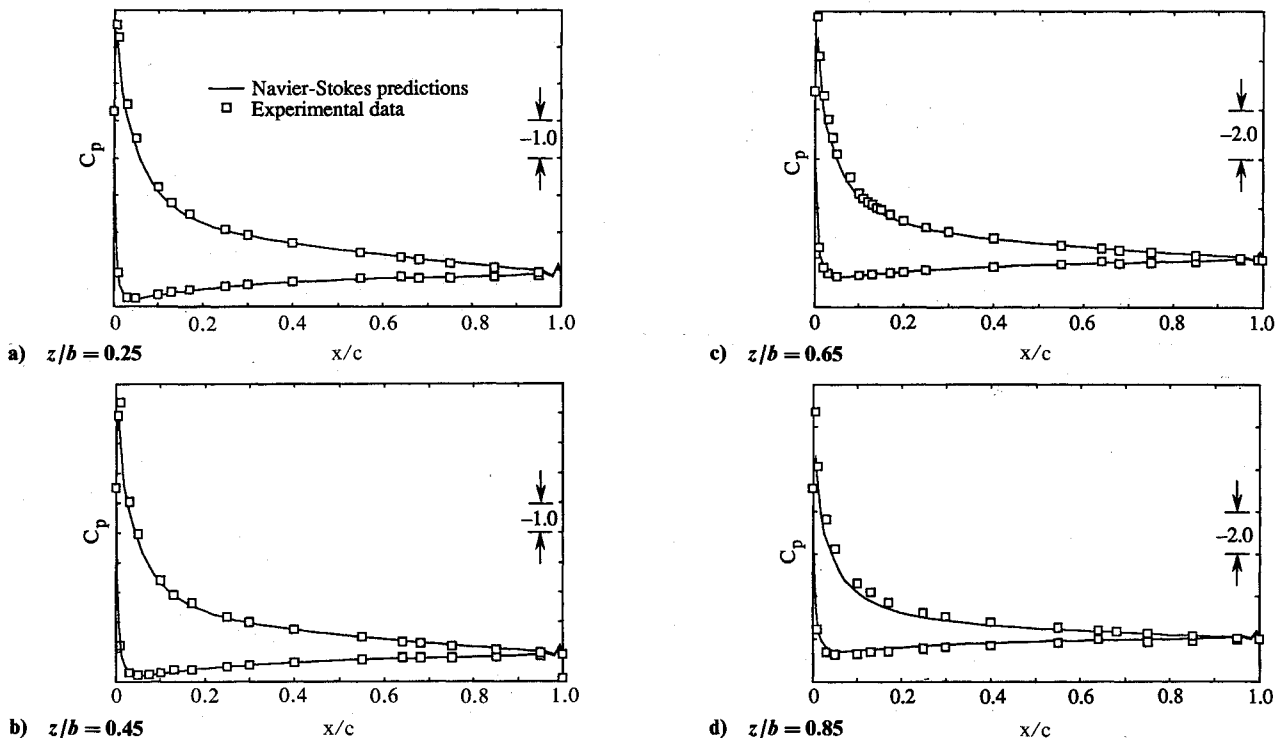 C_p
— Navier-Stokes predictions
□ Experimental data
−1.0
0 0.2 0.4 0.6 0.8 1.0
x/c
a) z/b = 0.25
C_p
−1.0
0 0.2 0.4 0.6 0.8 1.0
x/c
b) z/b = 0.45
C_p
−2.0
0 0.2 0.4 0.6 0.8 1.0
x/c
c) z/b = 0.65
C_p
−2.0
0 0.2 0.4 0.6 0.8 1.0
x/c
d) z/b = 0.85